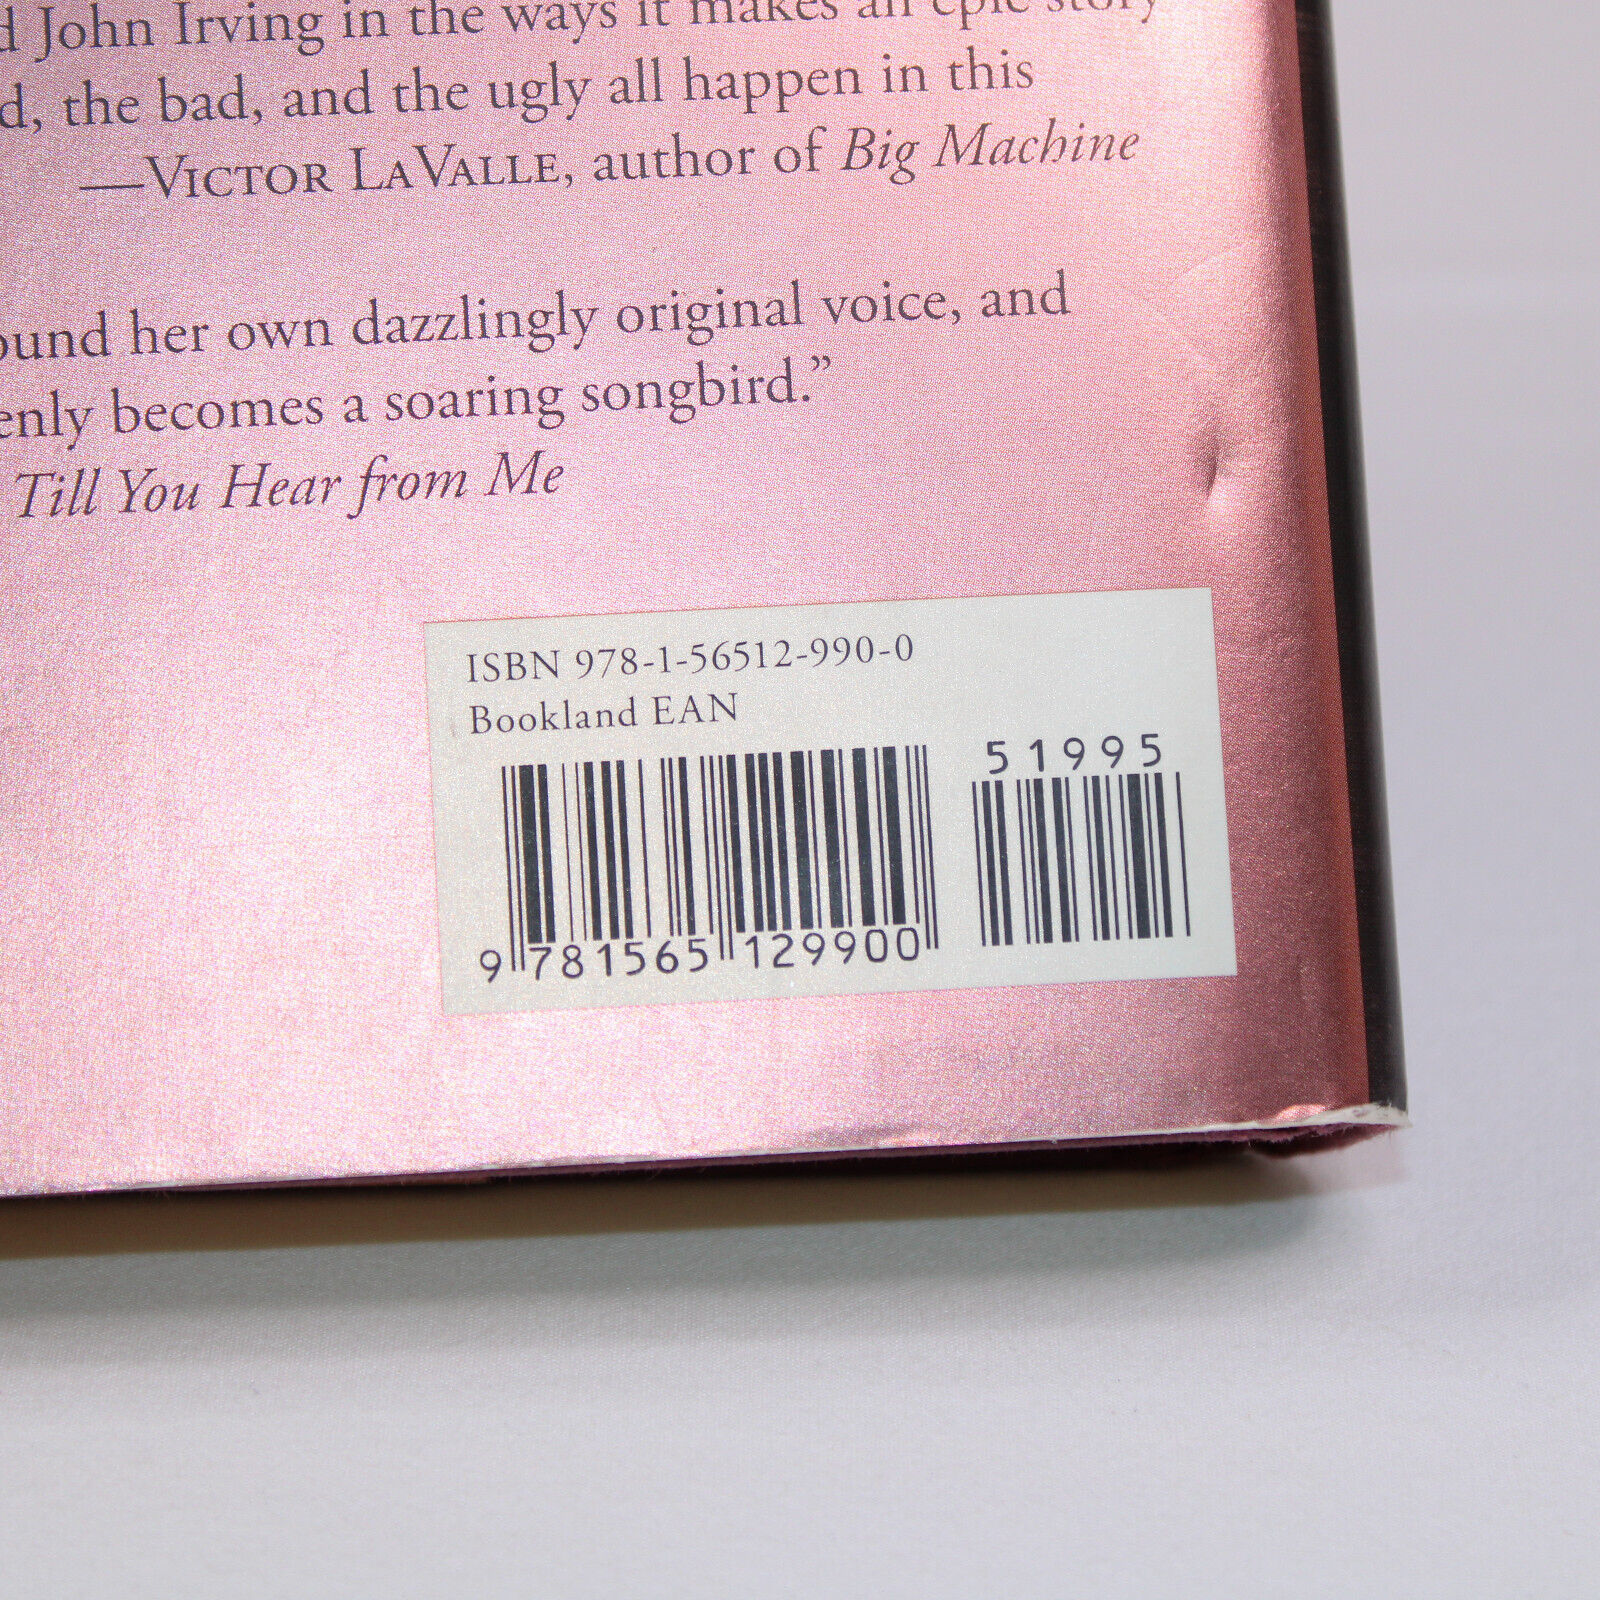 John Irving in the ways it makes an epic story
the bad, and the ugly all happen in this
—VICTOR LAVALLE, author of Big Machine
her own dazzlingly original voice, and
becomes a soaring songbird.”
Till You Hear from Me
ISBN 978-1-56512-990-0
Bookland EAN
51995
9 781565 129900